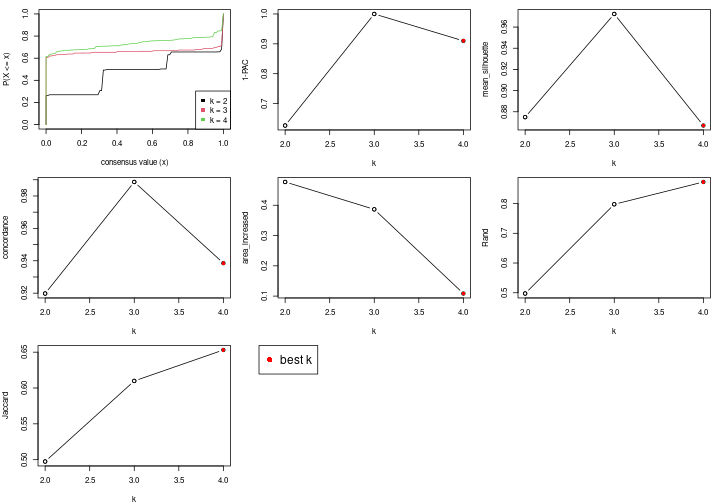 P(X <= x)
0.0 0.2 0.4 0.6 0.8 1.0
0.0 0.2 0.4 0.6 0.8 1.0
consensus value (x)
k = 2
k = 3
k = 4
1-PAC
0.7 0.8 0.9 1.0
2.0 2.5 3.0 3.5 4.0
k
mean_silhouette
0.88 0.90 0.92 0.94 0.96
2.0 2.5 3.0 3.5 4.0
k
concordance
0.92 0.94 0.96 0.98
2.0 2.5 3.0 3.5 4.0
k
area_increased
0.1 0.2 0.3 0.4
2.0 2.5 3.0 3.5 4.0
k
Rand
0.5 0.6 0.7 0.8
2.0 2.5 3.0 3.5 4.0
k
Jaccard
0.50 0.55 0.60 0.65
2.0 2.5 3.0 3.5 4.0
k
best k